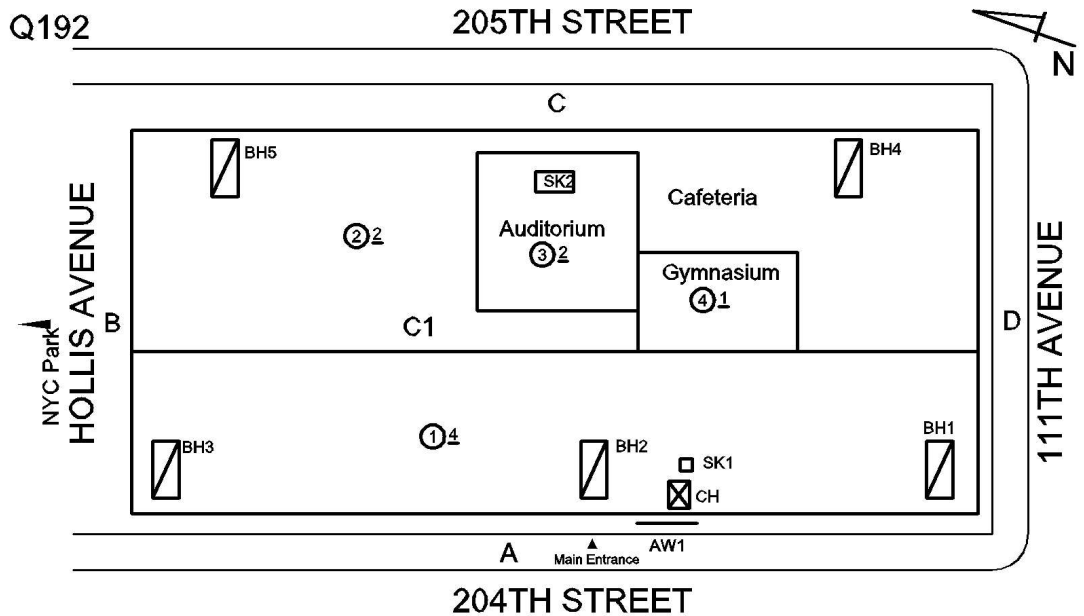 Q192
205TH STREET
N
C
BH5
BH4
SK2
Cafeteria
2 2
Auditorium
3 2
Gymnasium
4 1
HOLLIS AVENUE
NYC Park
B
C1
D
111TH AVENUE
1 4
BH3
BH2
BH1
SK1
CH
A
Main Entrance
AW1
204TH STREET